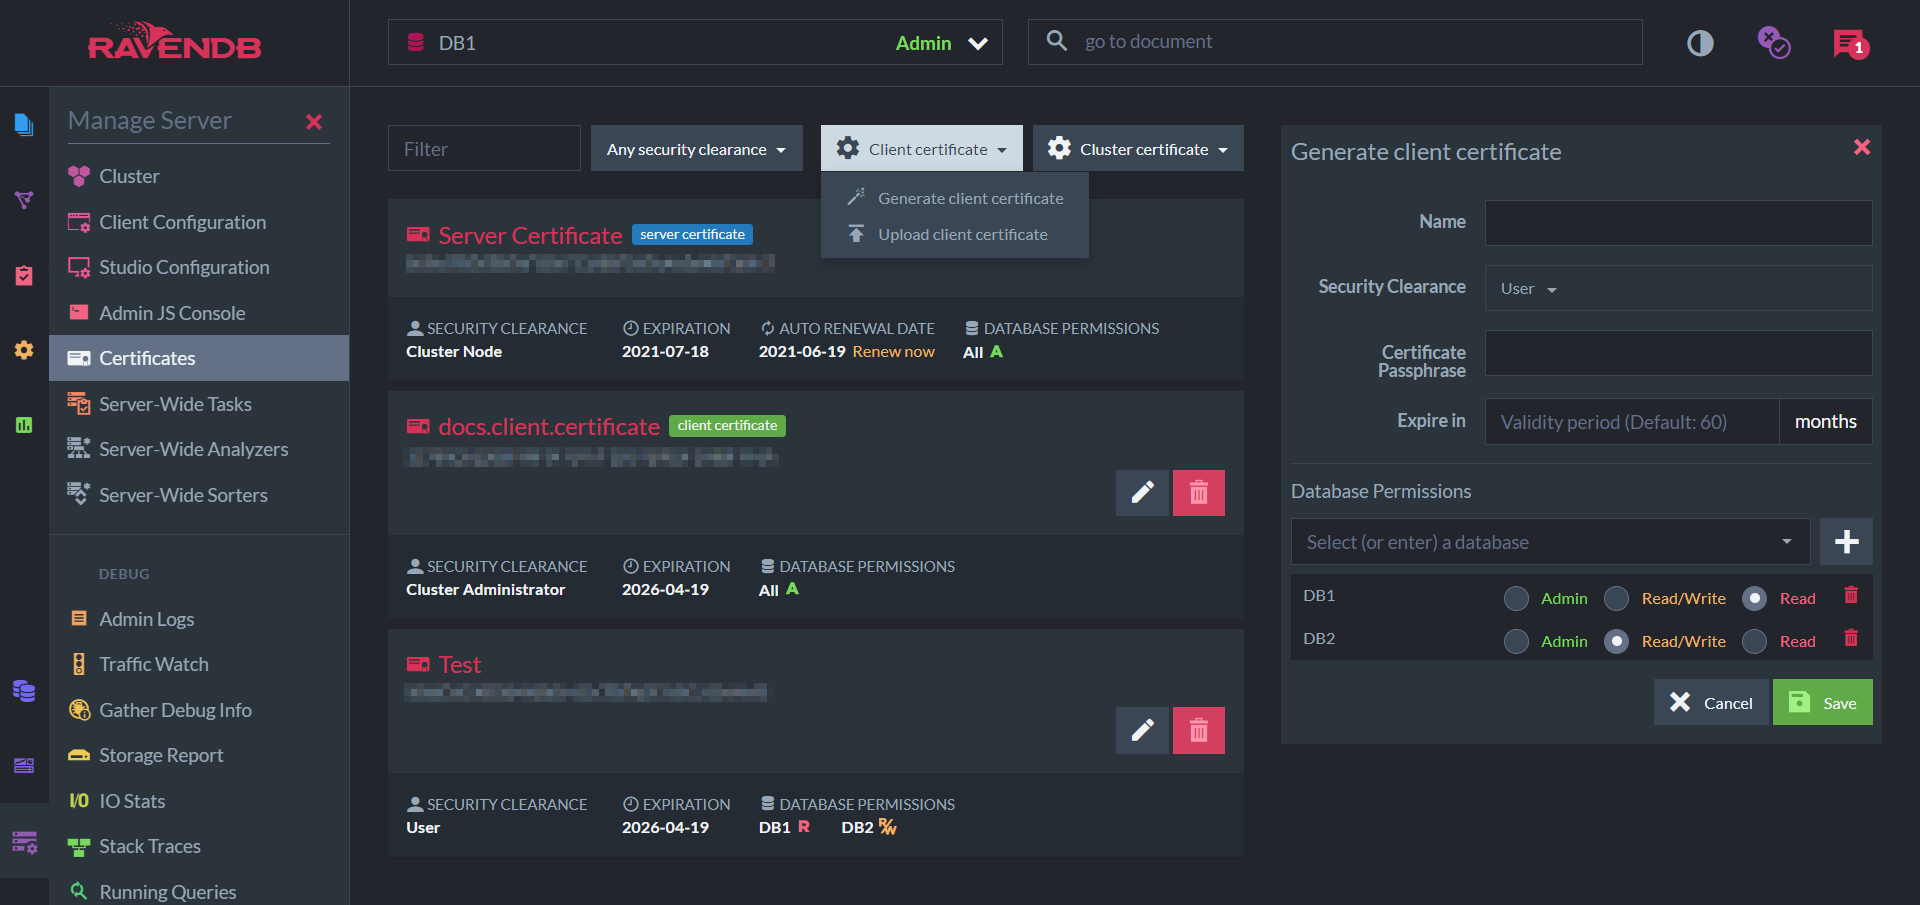 RAVENDB
DB1
Admin
go to document
1
Manage Server
Cluster
Client Configuration
Studio Configuration
Admin JS Console
Certificates
Server-Wide Tasks
Server-Wide Analyzers
Server-Wide Sorters
DEBUG
Admin Logs
Traffic Watch
Gather Debug Info
Storage Report
I/O IO Stats
Stack Traces
Running Queries
Filter
Any security clearance
Client certificate
Cluster certificate
Generate client certificate
Upload client certificate
Server Certificate server certificate
SECURITY CLEARANCE EXPIRATION AUTO RENEWAL DATE DATABASE PERMISSIONS
Cluster Node 2021-07-18 2021-06-19 Renew now All A
docs.client.certificate client certificate
SECURITY CLEARANCE EXPIRATION DATABASE PERMISSIONS
Cluster Administrator 2026-04-19 All A
Test
SECURITY CLEARANCE EXPIRATION DATABASE PERMISSIONS
User 2026-04-19 DB1 R DB2 R/W
Generate client certificate
Name
Security Clearance User
Certificate
Passphrase
Expire in Validity period (Default: 60) months
Database Permissions
Select (or enter) a database
DB1 Admin Read/Write Read
DB2 Admin Read/Write Read
Cancel Save